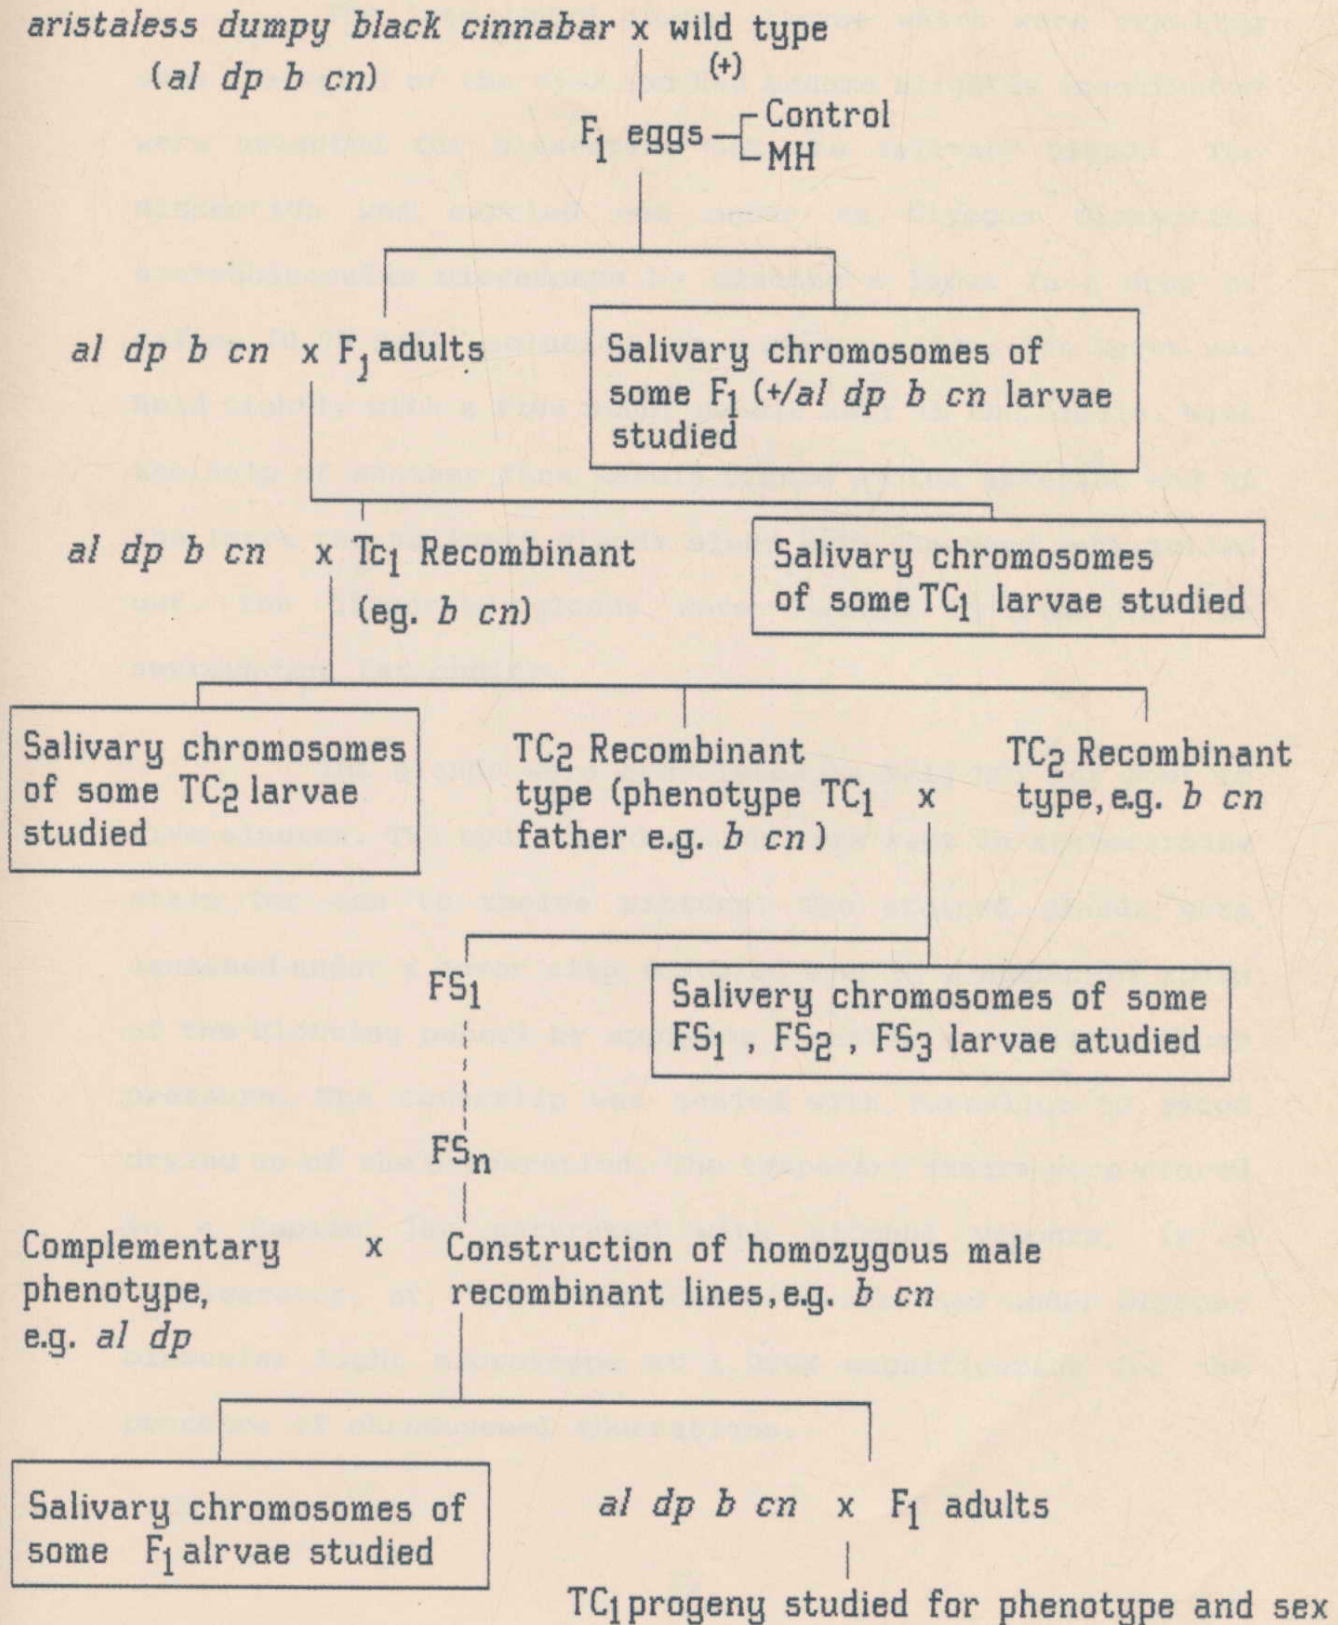 aristaless dumpy black cinnabar x wild type
(al dp b cn) (+)
F1 eggs Control
MH
al dp b cn x F1 adults
Salivary chromosomes of
some F1 (+/al dp b cn larvae
studied
al dp b cn x Tc1 Recombinant
(eg. b cn)
Salivary chromosomes
of some TC1 larvae studied
Salivary chromosomes
of some TC2 larvae
studied
TC2 Recombinant
type (phenotype TC1
father e.g. b cn)
x
TC2 Recombinant
type, e.g. b cn
FS1
Salivery chromosomes of some
FS1 , FS2 , FS3 larvae atudied
FSn
Complementary
phenotype,
e.g. al dp
x
Construction of homozygous male
recombinant lines, e.g. b cn
Salivary chromosomes of
some F1 alrvae studied
al dp b cn x F1 adults
TC1 progeny studied for phenotype and sex